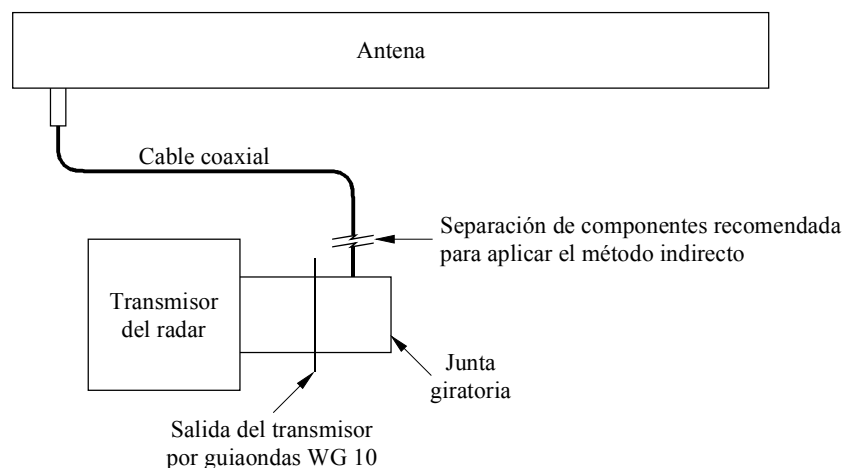 Antena
Cable coaxial
Separación de componentes recomendada
para aplicar el método indirecto
Transmisor
del radar
Junta
giratoria
Salida del transmisor
por guiaondas WG 10